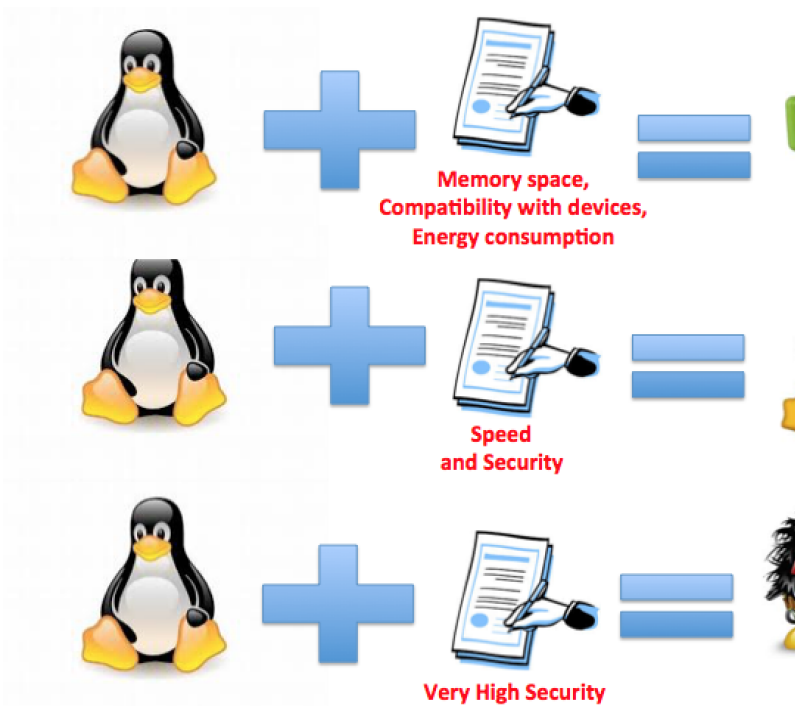 Memory space,
Compatibility with devices,
Energy consumption
Speed
and Security
Very High Security